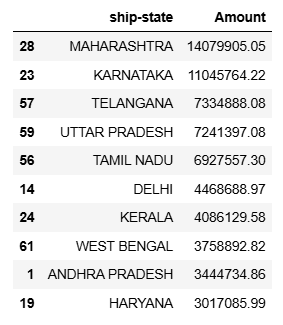 ship-state Amount
28 MAHARASHTRA 14079905.05
23 KARNATAKA 11045764.22
57 TELANGANA 7334888.08
59 UTTAR PRADESH 7241397.08
56 TAMIL NADU 6927557.30
14 DELHI 4468688.97
24 KERALA 4086129.58
61 WEST BENGAL 3758892.82
1 ANDHRA PRADESH 3444734.86
19 HARYANA 3017085.99